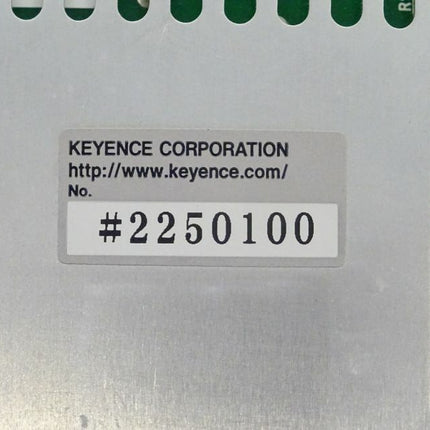 KEYENCE CORPORATION
http://www.keyence.com/
No.
#2250100